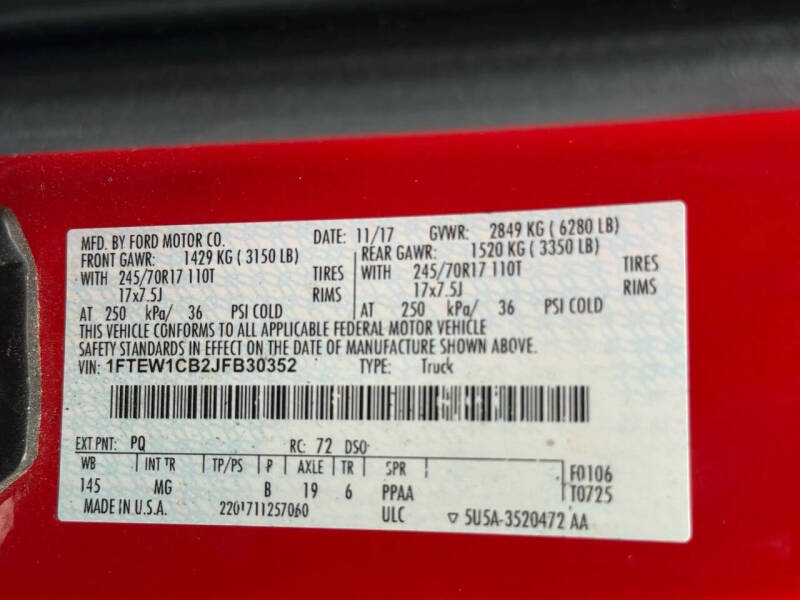 MFD. BY FORD MOTOR CO. DATE: 11/17 GVWR: 2849 KG ( 6280 LB)
FRONT GAWR: 1429 KG ( 3150 LB) REAR GAWR: 1520 KG ( 3350 LB)
WITH 245/70R17 110T TIRES WITH 245/70R17 110T TIRES
17x7.5J RIMS 17x7.5J RIMS
AT 250 kPa/ 36 PSI COLD AT 250 kPa/ 36 PSI COLD
THIS VEHICLE CONFORMS TO ALL APPLICABLE FEDERAL MOTOR VEHICLE
SAFETY STANDARDS IN EFFECT ON THE DATE OF MANUFACTURE SHOWN ABOVE.
VIN: 1FTEW1CB2JFB30352 TYPE: Truck
EXT PNT: PQ RC: 72 DSO
WB INT TR TP/PS P AXLE TR SPR F0106
145 MG B 19 6 PPAA T0725
MADE IN U.S.A. 2201711257060 ULC ▽ 5U5A-3520472 AA